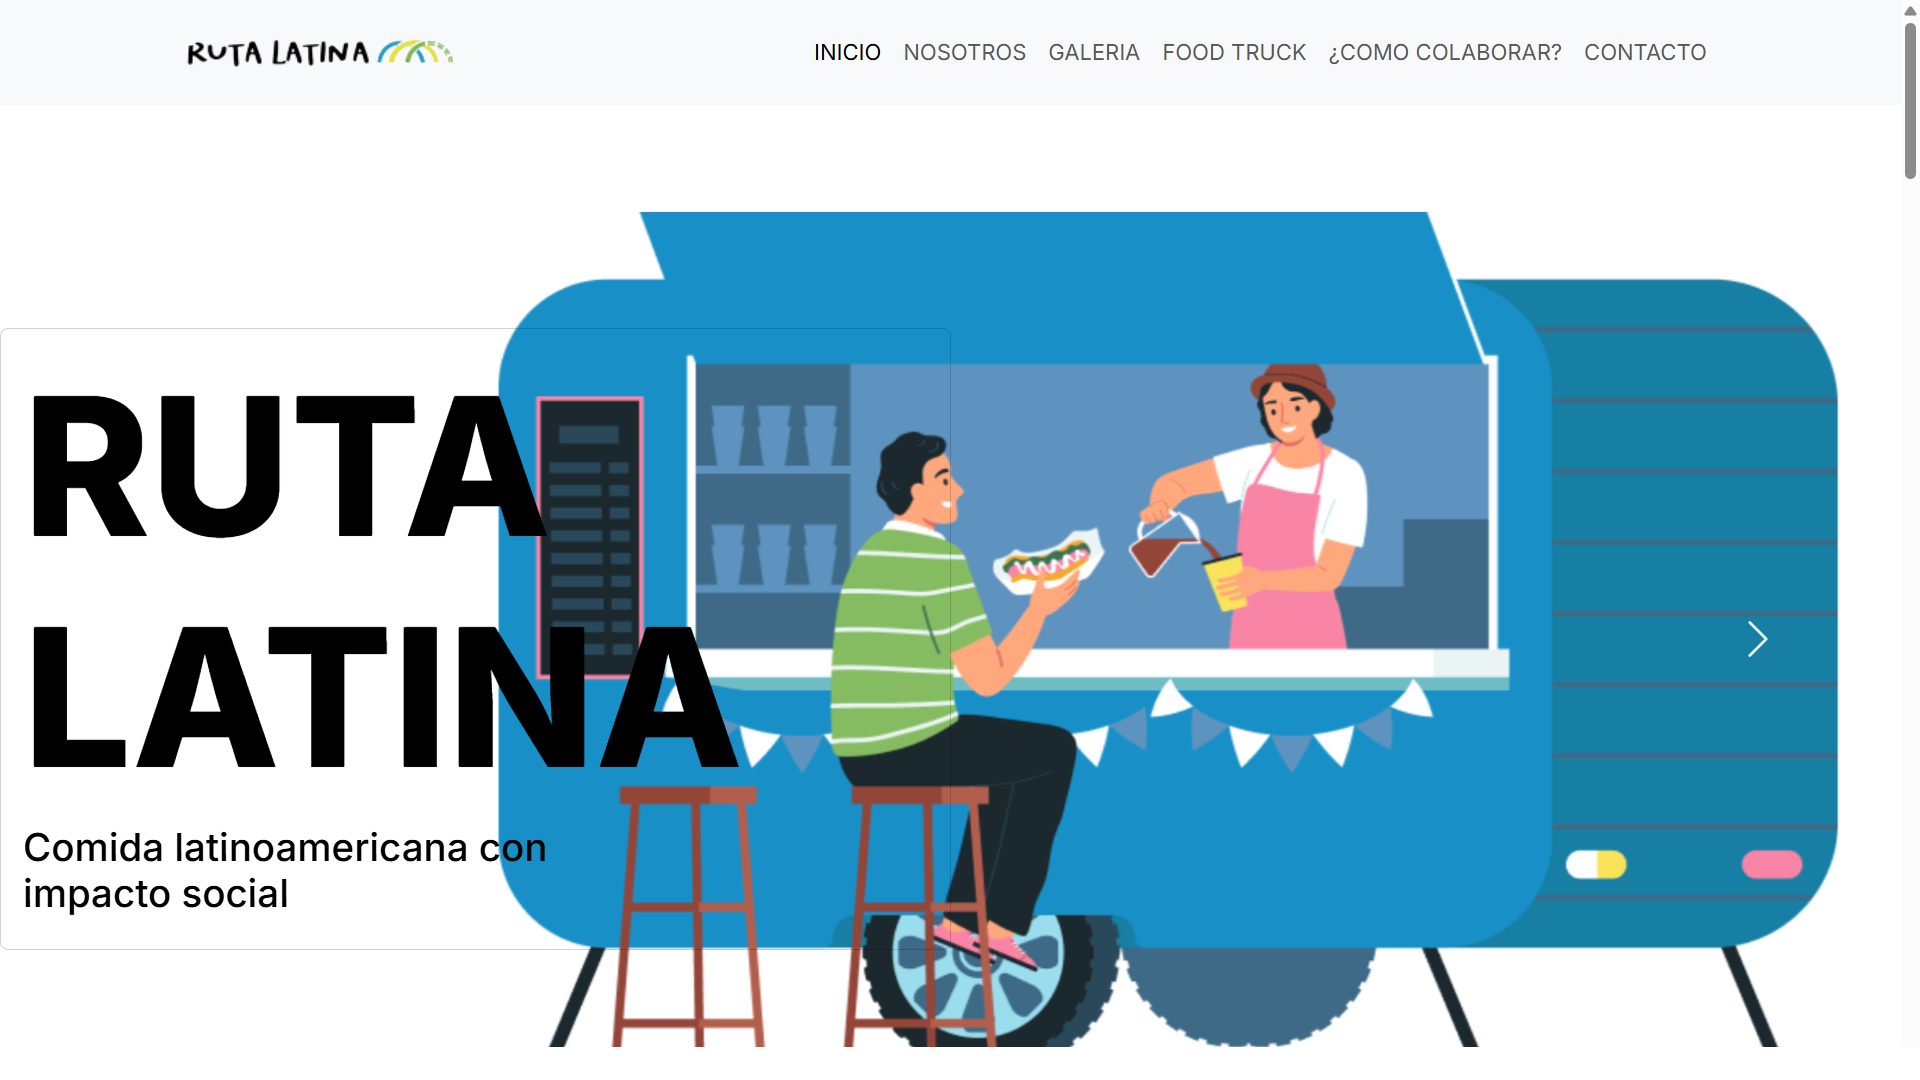 RUTA LATINA
INICIO NOSOTROS GALERIA FOOD TRUCK ¿COMO COLABORAR? CONTACTO
RUTA
LATINA
Comida latinoamericana con
impacto social